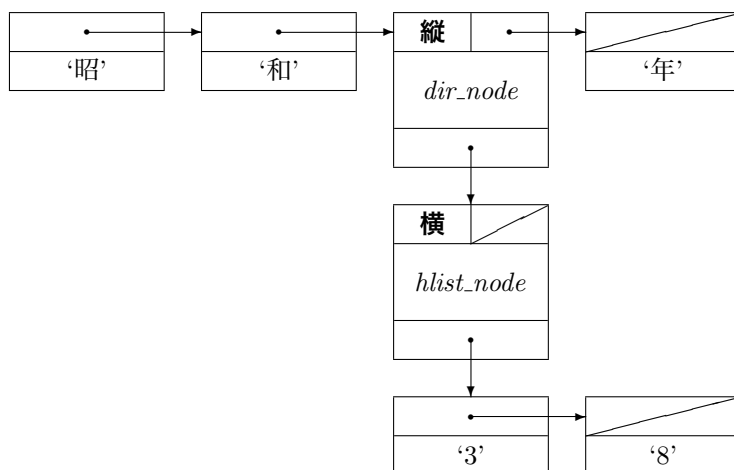 縦
‘昭’ ‘和’ ‘年’
dir_node
横
hlist_node
‘3’ ‘8’